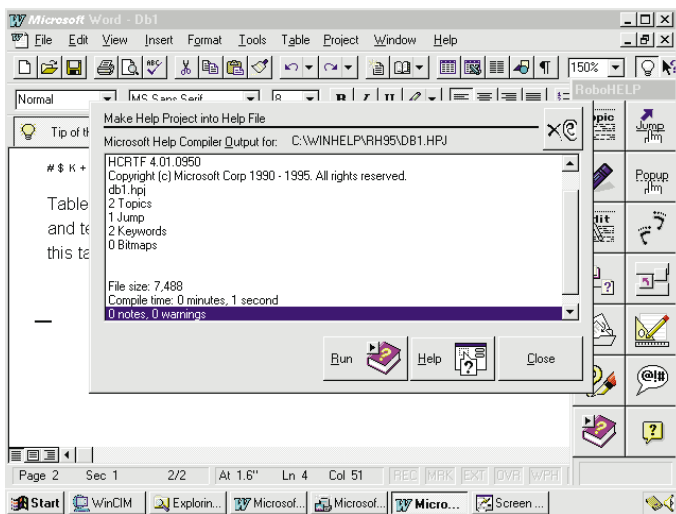 Microsoft Word - Db1
File Edit View Insert Format Tools Table Project Window Help
150%
Normal MS Sans Serif 8 B I U
RoboHELP
Make Help Project into Help File
Microsoft Help Compiler Output for: C:\WINHELP\RH95\DB1.HPJ
Tip of th
HCRTF 4.01.0950
Copyright (c) Microsoft Corp 1990 - 1995. All rights reserved.
db1.hpj
2 Topics
1 Jump
2 Keywords
0 Bitmaps
File size: 7,488
Compile time: 0 minutes, 1 second
0 notes, 0 warnings
# $ K +
Table
and te
this ta
pic
Jump
Popup
dit
Run
Help
Close
@!#
Page 2 Sec 1 2/2 At 1.6" Ln 4 Col 51 REC MRK EXT OVR WPH
Start WinCIM Explorin... Microsof... Microsof... Micro... Screen ...